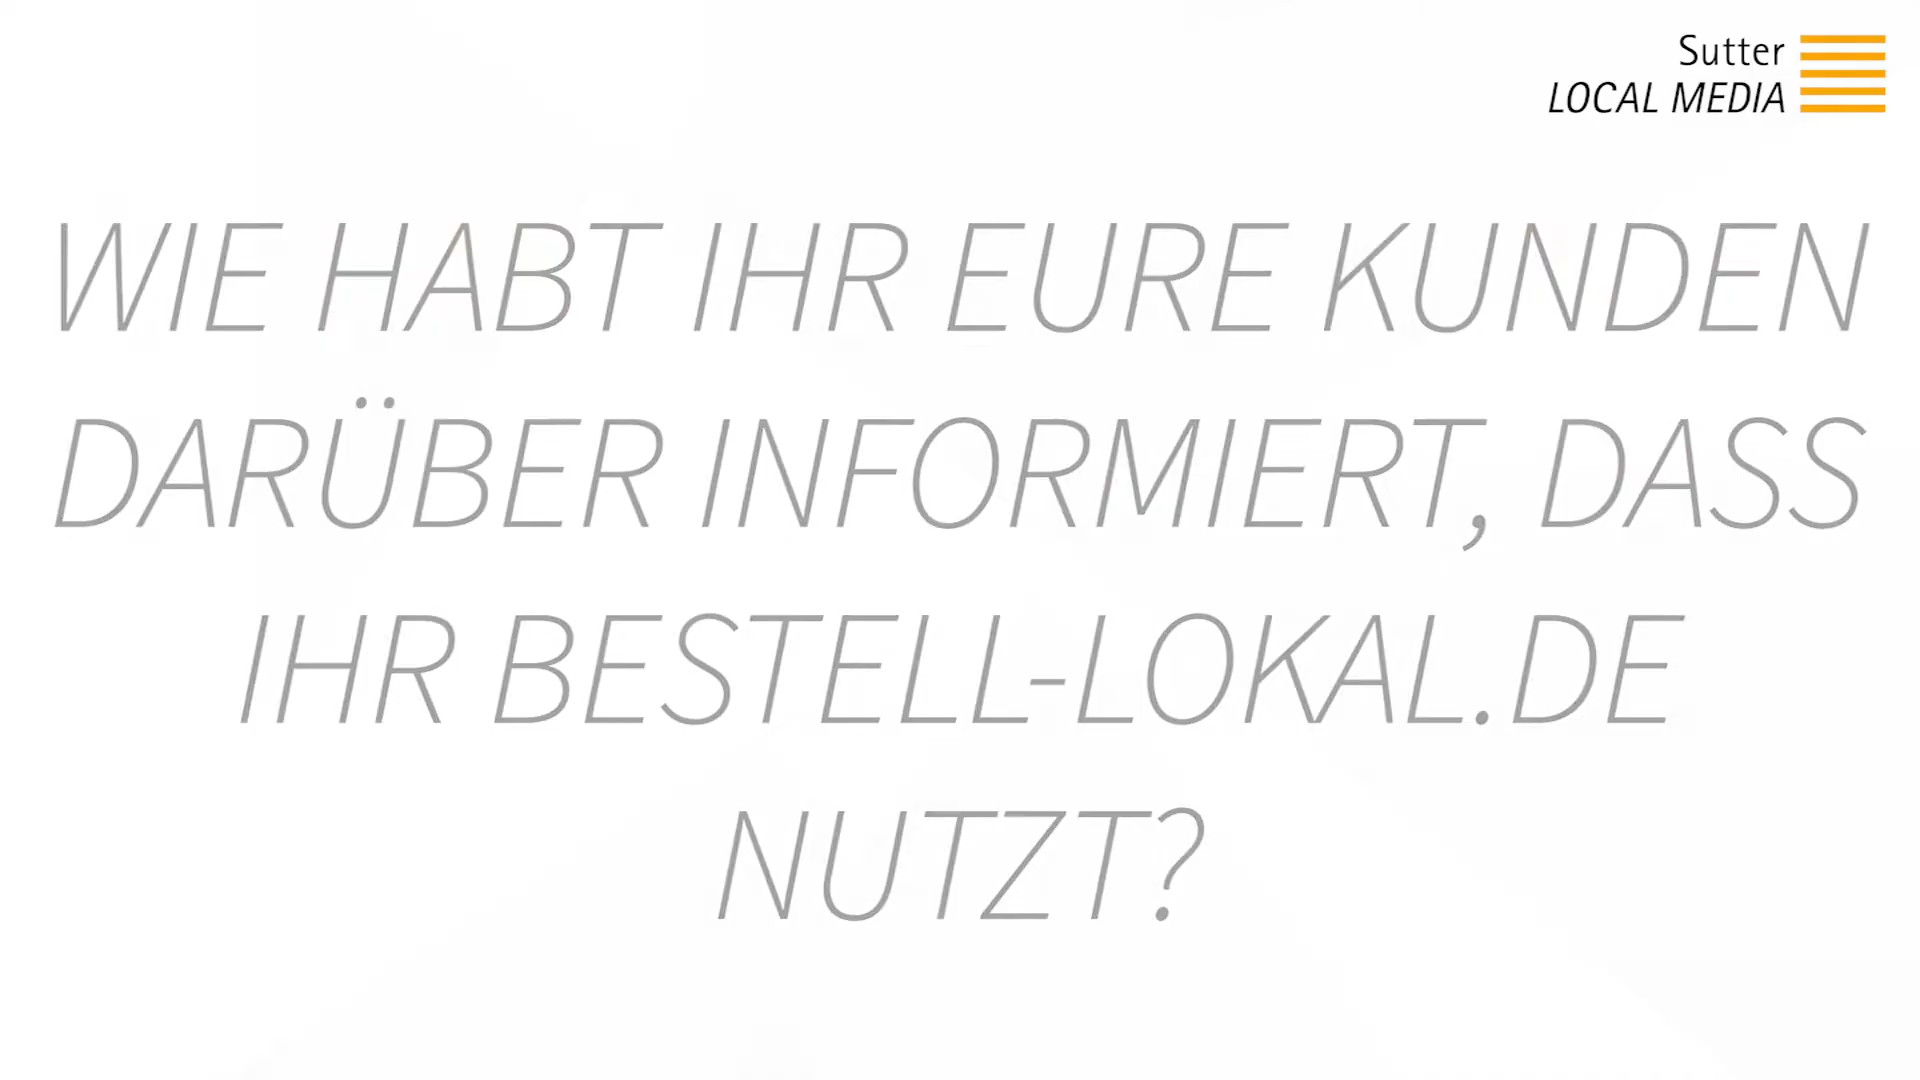 Sutter
LOCAL MEDIA
WIE HABT IHR EURE KUNDEN
DARÜBER INFORMIERT, DASS
IHR BESTELL-LOKAL.DE
NUTZT?